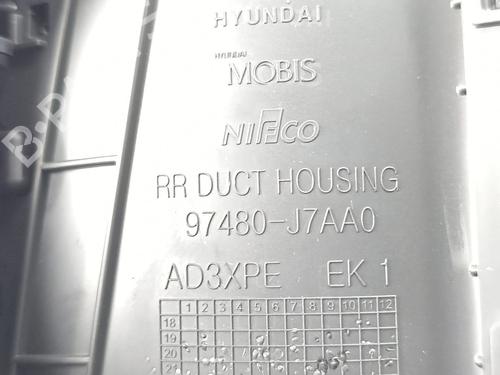 HYUNDAI
HYUNDAI
MOBIS
NIFCO
RR DUCT HOUSING
97480-J7AA0
AD3XPE EK 1
1 2 3 4 5 6 7 8 9 10 11 12
18
19
20